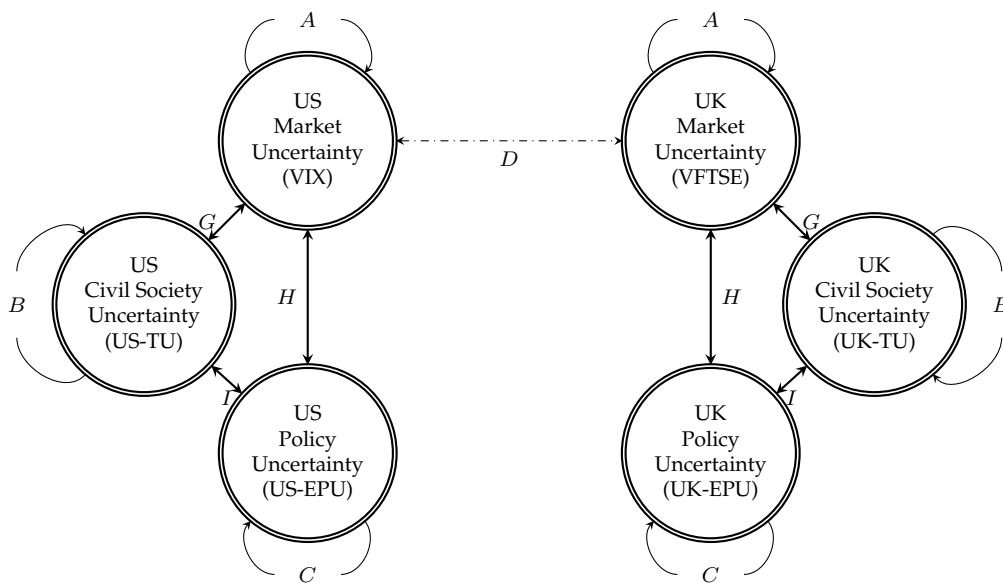 A
A
US
Market
Uncertainty
(VIX)
UK
Market
Uncertainty
(VFTSE)
D
G
G
US
Civil Society
Uncertainty
(US-TU)
UK
Civil Society
Uncertainty
(UK-TU)
B
H
H
B
I
I
US
Policy
Uncertainty
(US-EPU)
UK
Policy
Uncertainty
(UK-EPU)
C
C